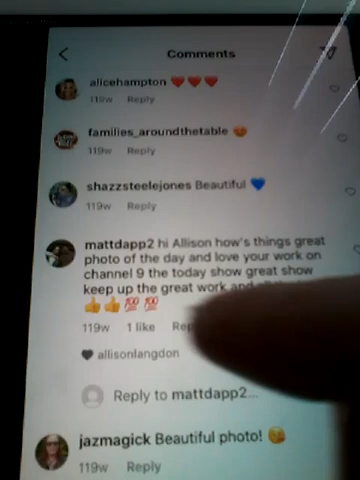 Comments
alicehampton ❤️❤️❤️
119w Reply
families_aroundthetable 😍
119w Reply
shazzsteelejones Beautiful 💙
119w Reply
mattdapp2 hi Allison how's things great
photo of the day and love your work on
channel 9 the today show great show
keep up the great work and
👍👍💯💯
119w 1 like
allisonlangdon
Reply to mattdapp2...
jazmagick Beautiful photo! 😘
119w Reply